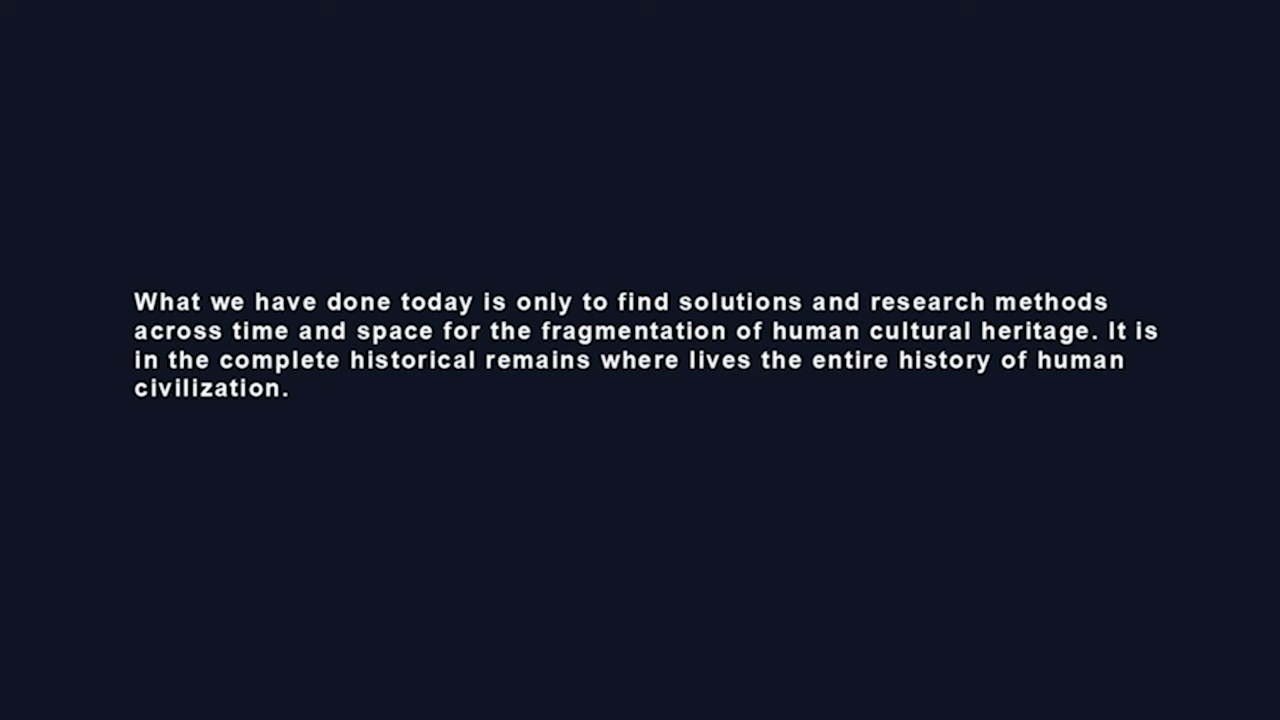 What we have done today is only to find solutions and research methods
across time and space for the fragmentation of human cultural heritage. It is
in the complete historical remains where lives the entire history of human
civilization.